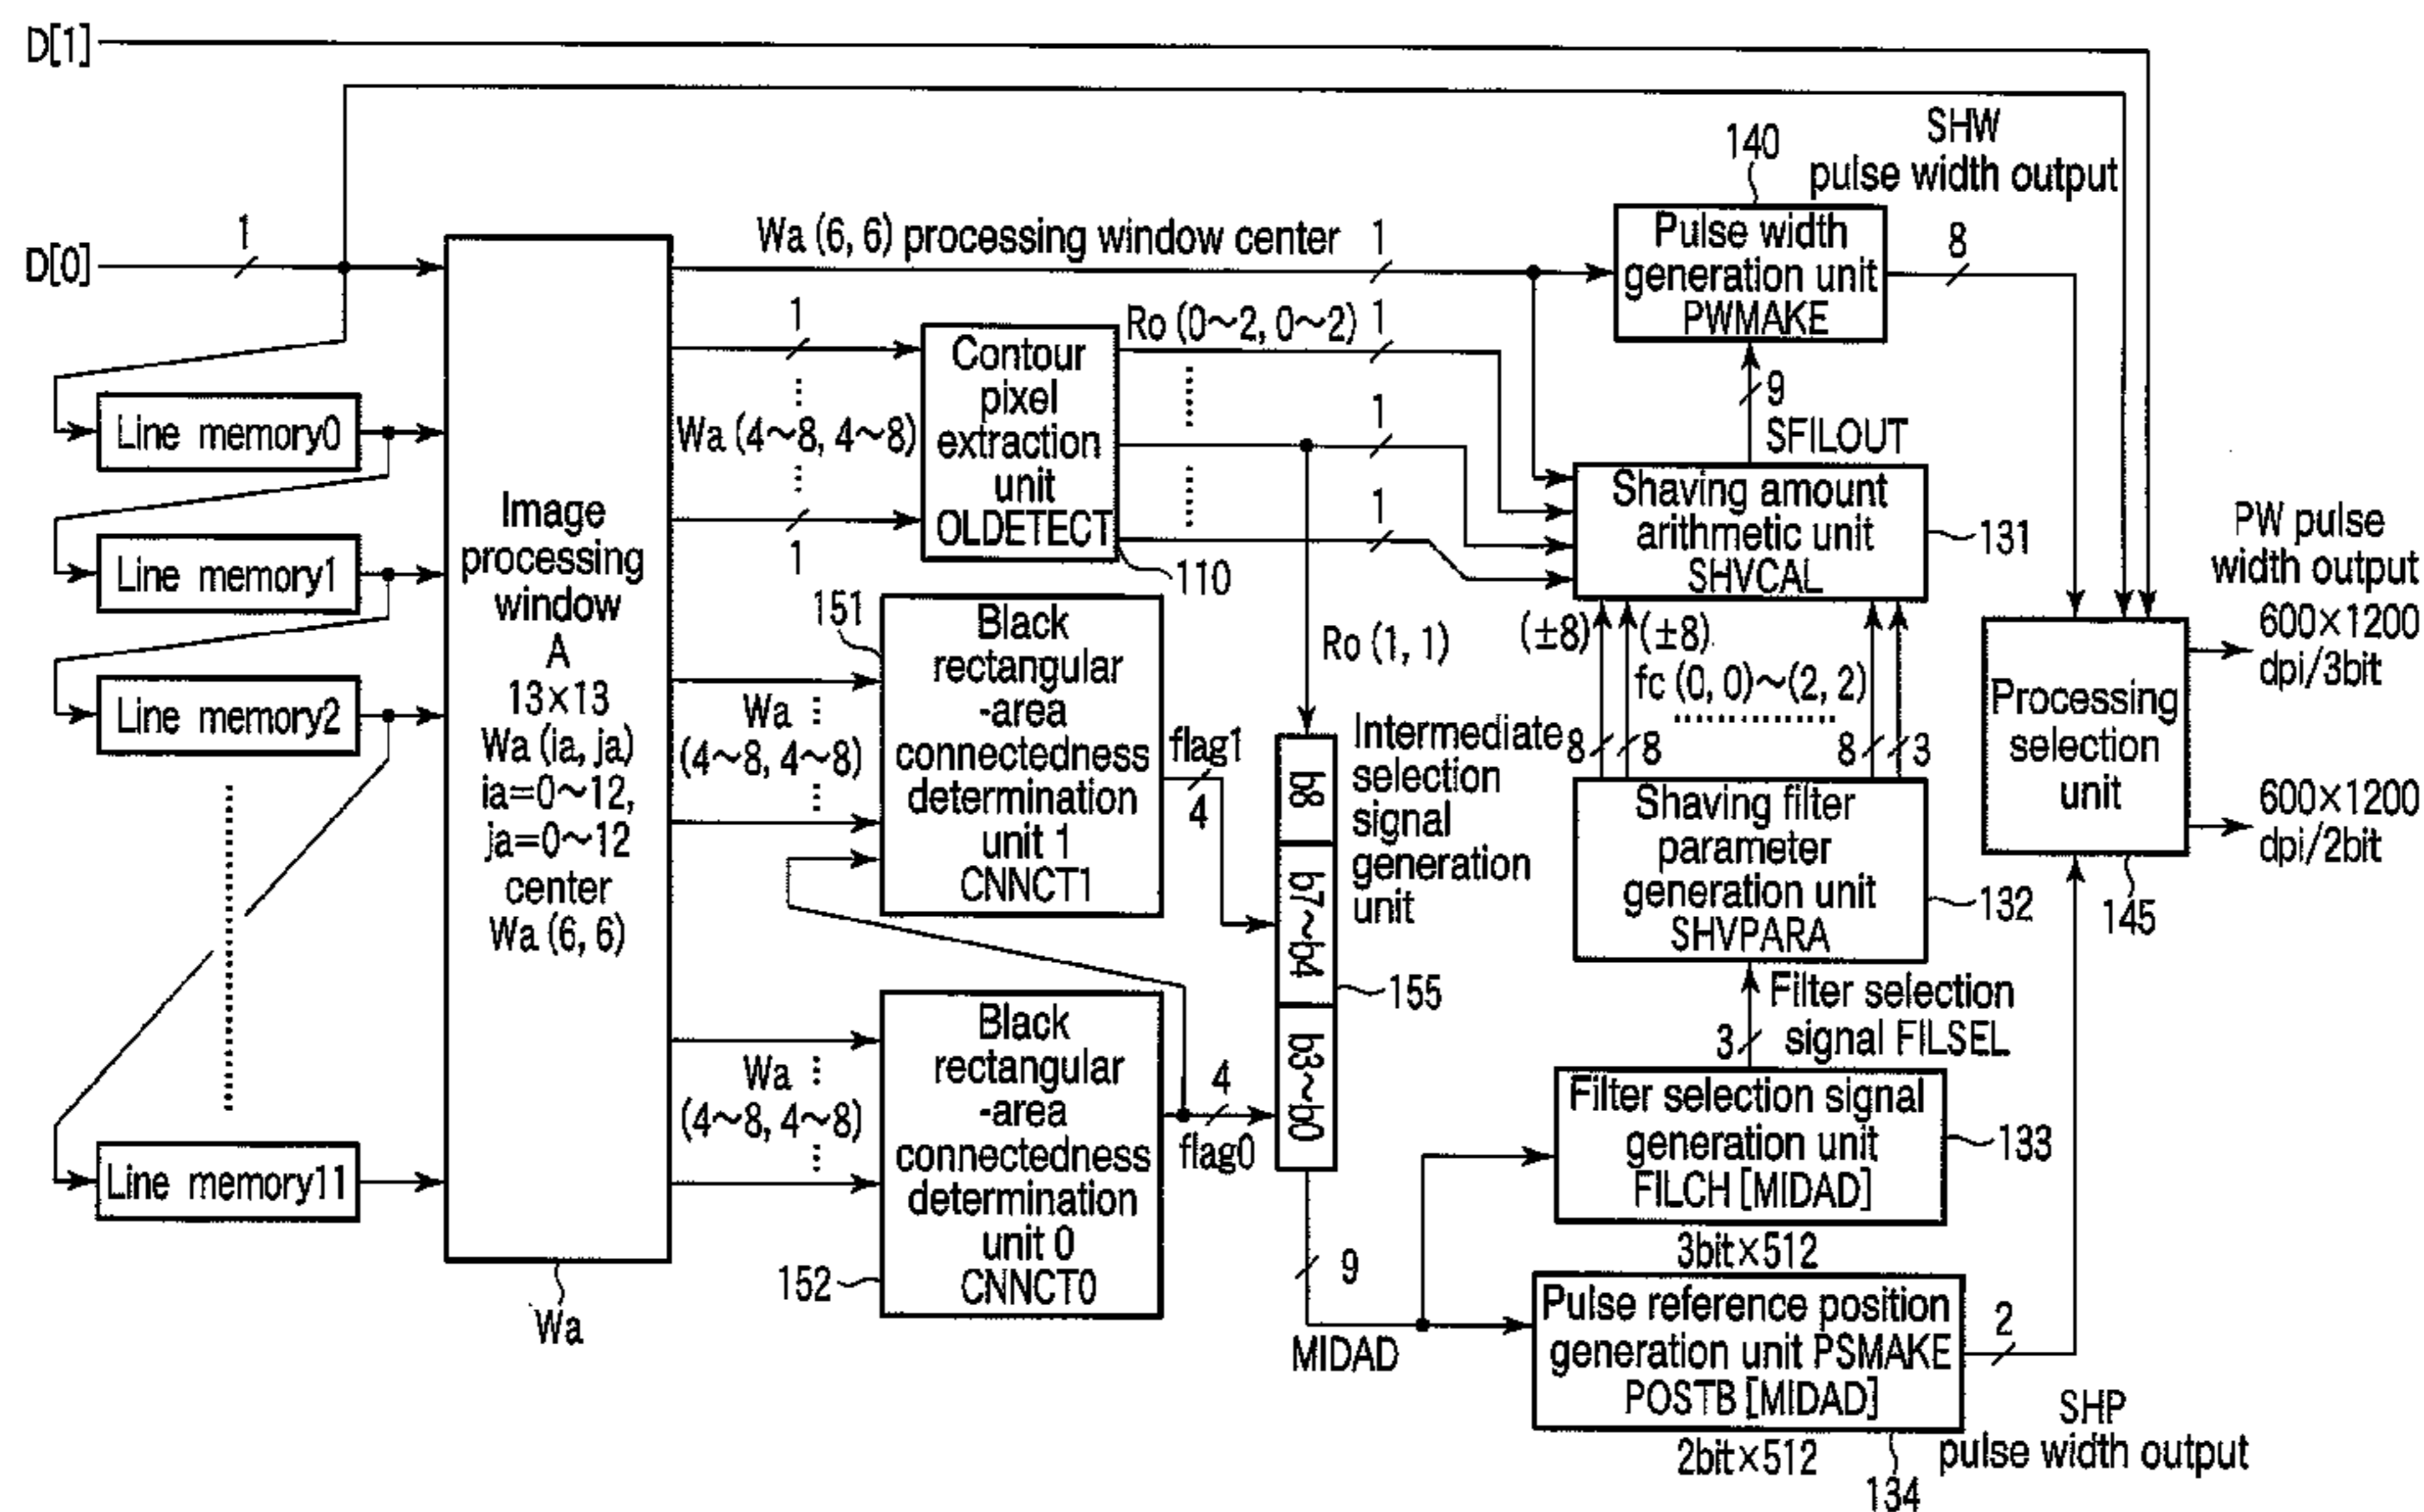 D[1]
D[0]
1
Line memory0
Line memory1
Line memory2
Line memory11
Image
processing
window
A
13×13
Wa (ia, ja)
ia=0~12,
ja=0~12
center
Wa (6, 6)
Wa
Wa (6, 6) processing window center
1
1
Wa (4~8, 4~8)
1
Contour
pixel
extraction
unit
OLDETECT
110
Ro (0~2, 0~2)
1
1
1
Ro (1, 1)
151
Wa
(4~8, 4~8)
Black
rectangular
-area
connectedness
determination
unit 1
CNNCT1
flag1
4
152
Wa
(4~8, 4~8)
Black
rectangular
-area
connectedness
determination
unit 0
CNNCT0
4
flag0
b8
b7~b4
b3~b0
155
Intermediate
selection
signal
generation
unit
9
MIDAD
140
Pulse width
generation unit
PWMAKE
8
SHW
pulse width output
9
SFILOUT
Shaving amount
arithmetic unit
SHVCAL
131
(±8)
(±8)
fc (0, 0)~(2, 2)
8
8
8
3
Shaving filter
parameter
generation unit
SHVPARA
132
Filter selection
signal FILSEL
3
Filter selection signal
generation unit
FILCH [MIDAD]
133
3bit×512
Pulse reference position
generation unit PSMAKE
POSTB [MIDAD]
2bit×512
134
2
SHP
pulse width output
Processing
selection
unit
145
PW pulse
width output
600×1200
dpi/3bit
600×1200
dpi/2bit